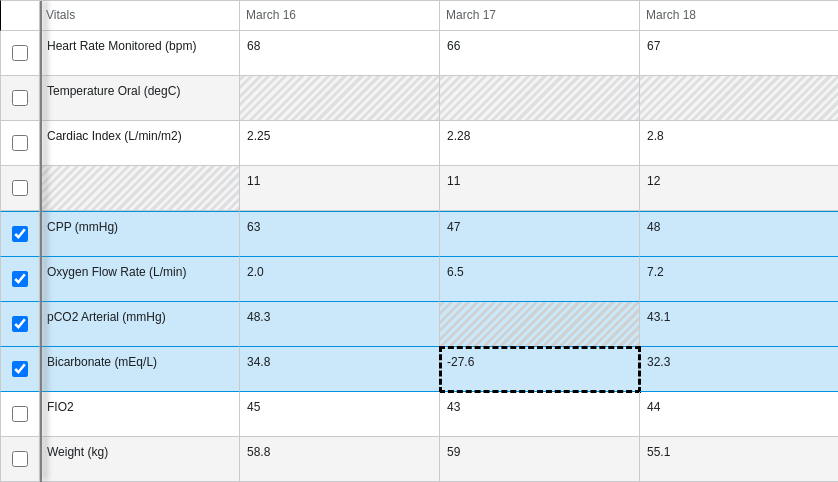 Vitals March 16 March 17 March 18
Heart Rate Monitored (bpm) 68 66 67
Temperature Oral (degC)
Cardiac Index (L/min/m2) 2.25 2.28 2.8
11 11 12
CPP (mmHg) 63 47 48
Oxygen Flow Rate (L/min) 2.0 6.5 7.2
pCO2 Arterial (mmHg) 48.3 43.1
Bicarbonate (mEq/L) 34.8 -27.6 32.3
FIO2 45 43 44
Weight (kg) 58.8 59 55.1